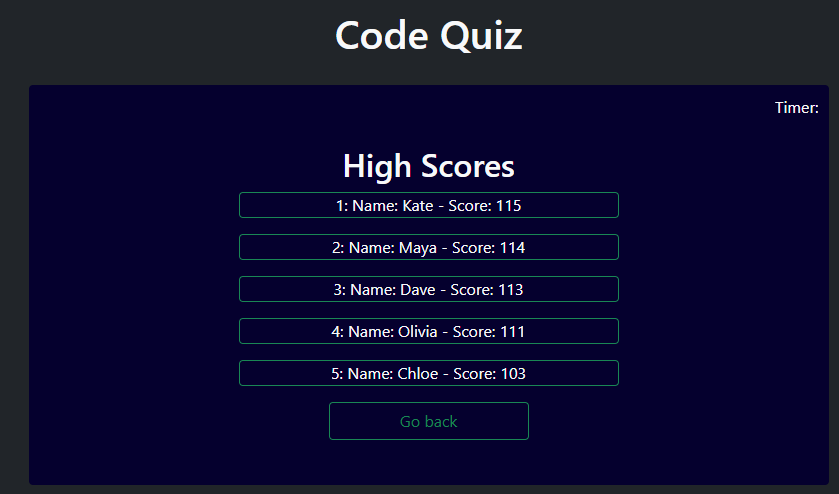 Code Quiz
Timer:
High Scores
1: Name: Kate - Score: 115
2: Name: Maya - Score: 114
3: Name: Dave - Score: 113
4: Name: Olivia - Score: 111
5: Name: Chloe - Score: 103
Go back